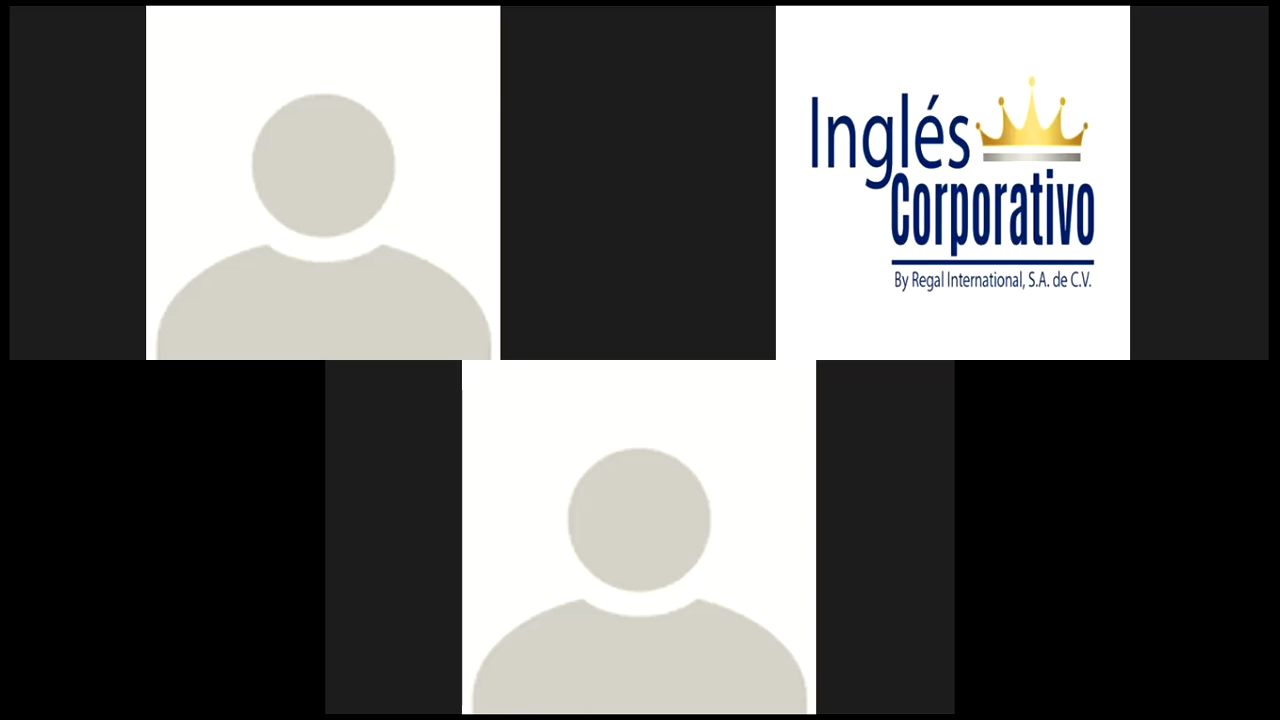 Inglés
Corporativo
By Regal International, S.A. de C.V.